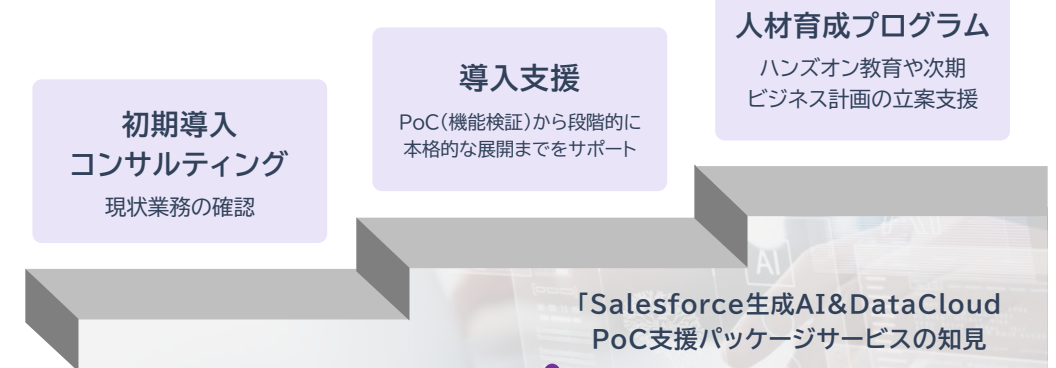 初期導入
コンサルティング
現状業務の確認
導入支援
PoC(機能検証)から段階的に
本格的な展開までをサポート
人材育成プログラム
ハンズオン教育や次期
ビジネス計画の立案支援
AI
「Salesforce生成AI&DataCloud
PoC支援パッケージサービスの知見